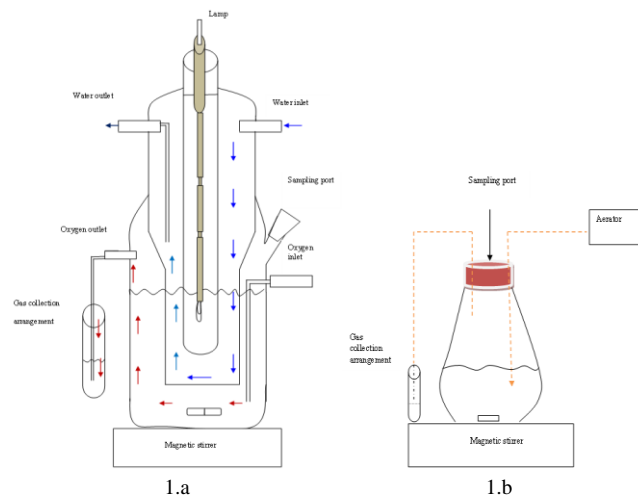 Lamp
Water outlet
Water inlet
Sampling port
Oxygen outlet
Oxygen
inlet
Gas collection
arrangement
Magnetic stirrer
1.a
Sampling port
Aerator
Gas
collection
arrangement
Magnetic stirrer
1.b